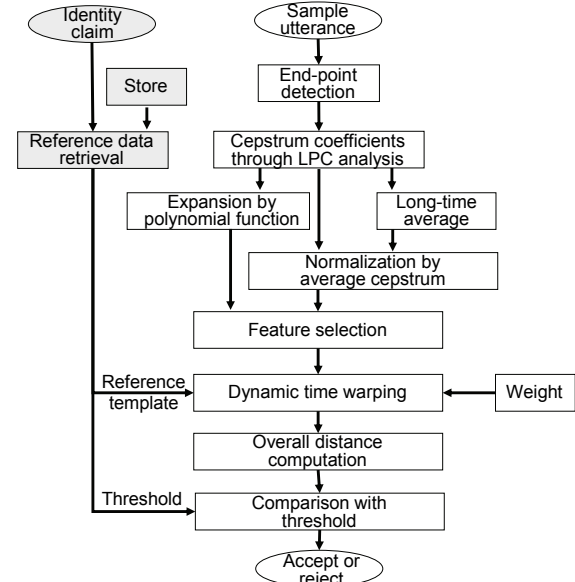 Identity
claim
Sample
utterance
Store
End-point
detection
Reference data
retrieval
Cepstrum coefficients
through LPC analysis
Expansion by
polynomial function
Long-time
average
Normalization by
average cepstrum
Feature selection
Reference
template
Dynamic time warping
Weight
Overall distance
computation
Threshold
Comparison with
threshold
Accept or
reject